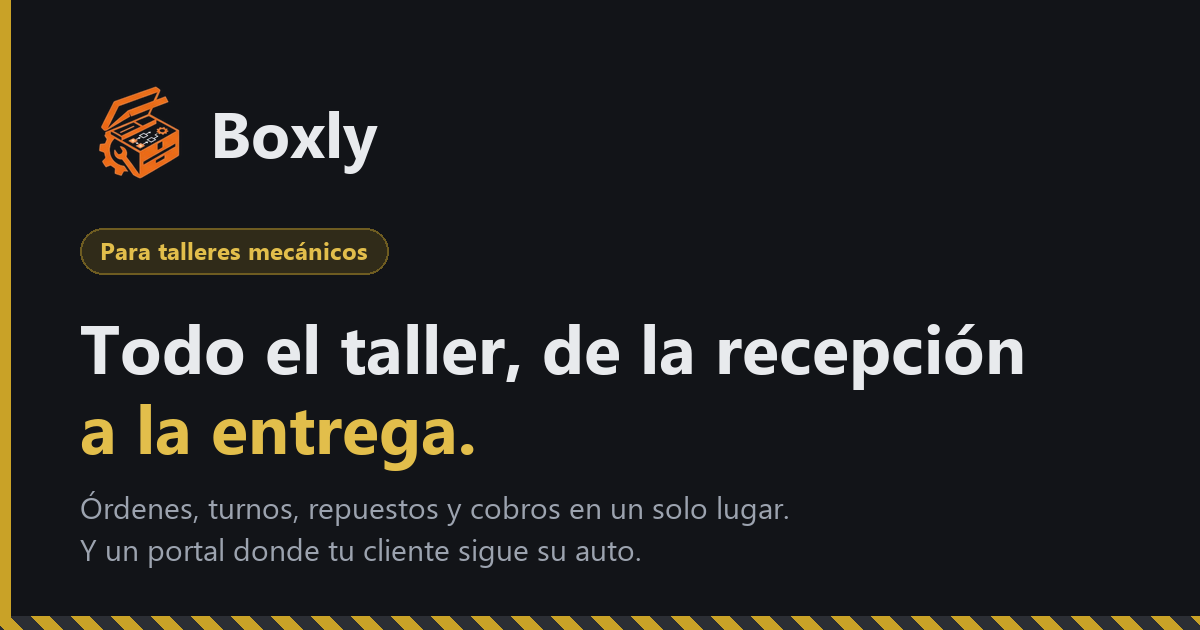 Boxly
Para talleres mecánicos
Todo el taller, de la recepción
a la entrega.
Órdenes, turnos, repuestos y cobros en un solo lugar.
Y un portal donde tu cliente sigue su auto.